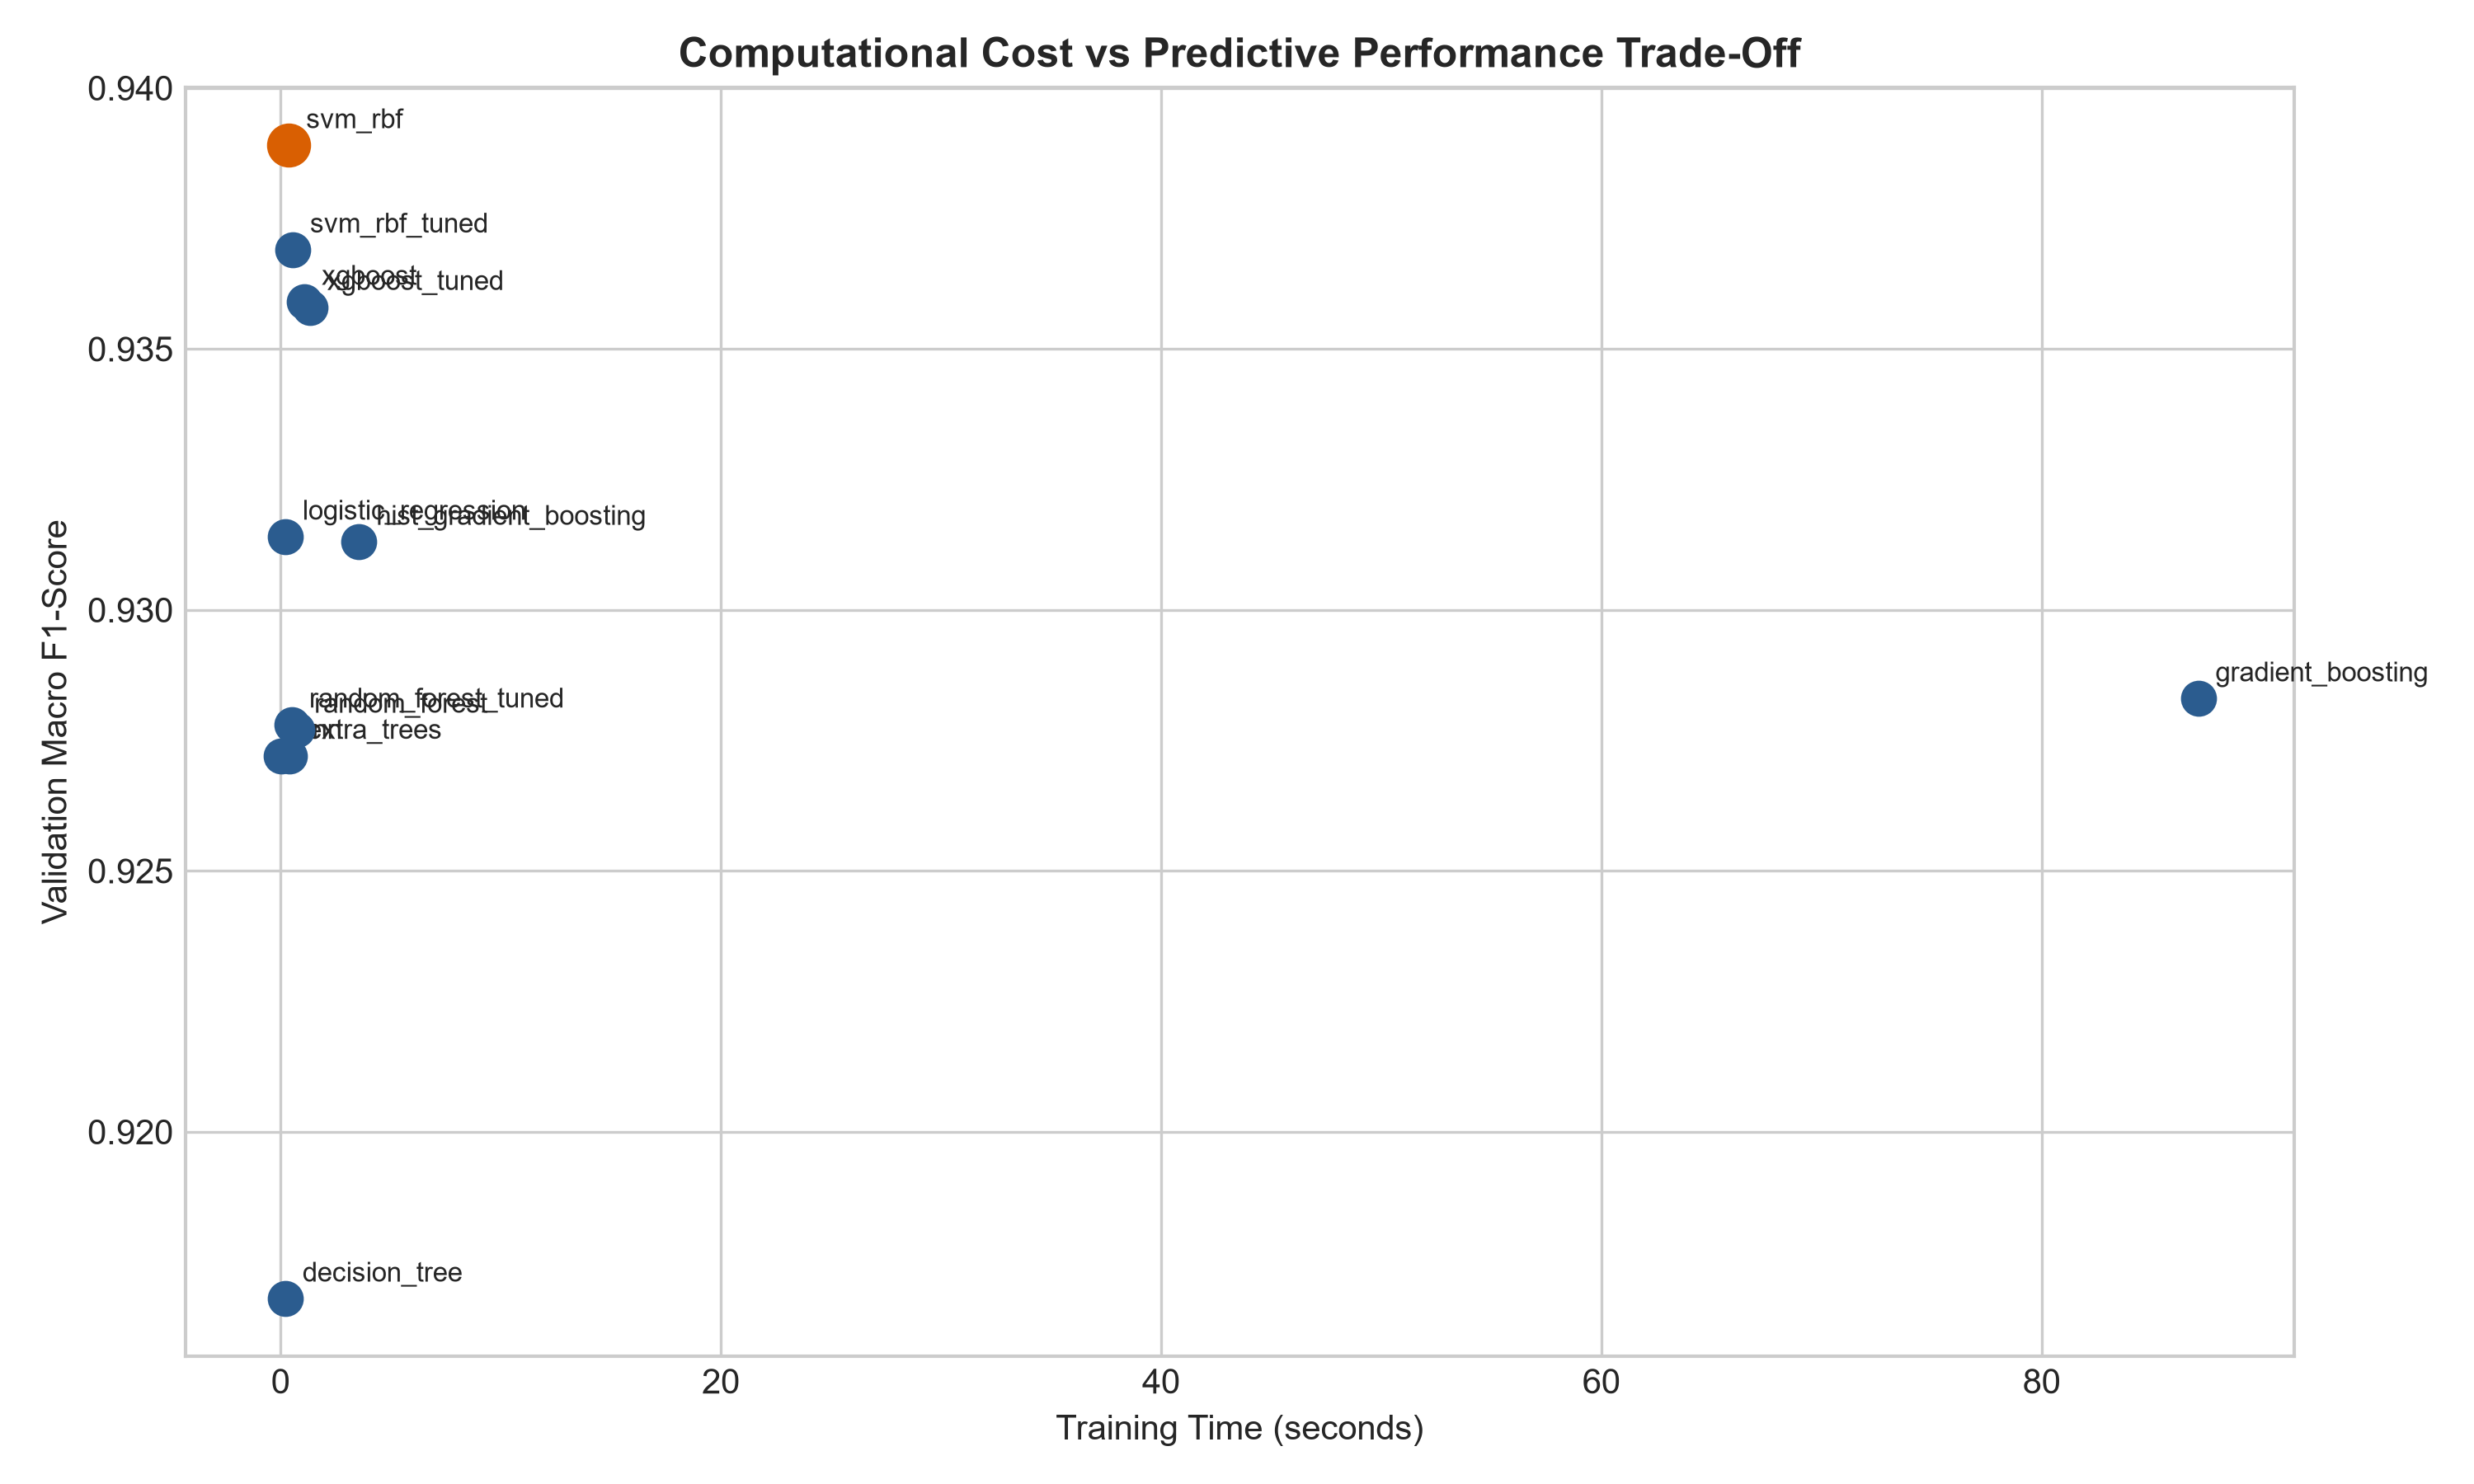 Computational Cost vs Predictive Performance Trade-Off
0.940
svm_rbf
svm_rbf_tuned
xgboost
xgboost_tuned
0.935
logistic_regression
hist_gradient_boosting
0.930
gradient_boosting
random_forest_tuned
random_forest
extra_trees
0.925
0.920
decision_tree
Validation Macro F1-Score
0
20
40
60
80
Training Time (seconds)